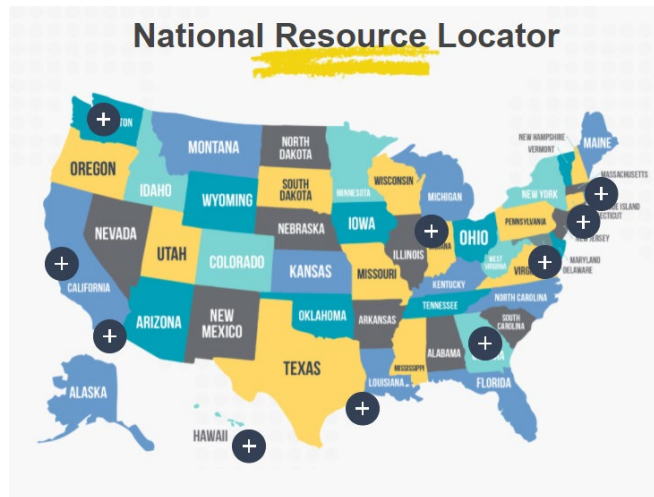 National Resource Locator
NEW HAMPSHIRE
VERMONT
MAINE
TON
MONTANA
NORTH
DAKOTA
OREGON
IDAHO
MINNESOTA
WISCONSIN
MASSACHUSETTS
SOUTH
DAKOTA
WYOMING
MICHIGAN
NEW YORK
ISLAND
NEVADA
NEBRASKA
IOWA
OHIO
PENNSYLVANIA
NEW JERSEY
UTAH
COLORADO
ILLINOIS
WEST
VIRGINIA
MARYLAND
DELAWARE
CALIFORNIA
KANSAS
MISSOURI
KENTUCKY
NORTH CAROLINA
ARIZONA
NEW
MEXICO
OKLAHOMA
ARKANSAS
TENNESSEE
SOUTH
CAROLINA
TEXAS
MISSISSIPPI
ALABAMA
LOUISIANA
FLORIDA
ALASKA
HAWAII